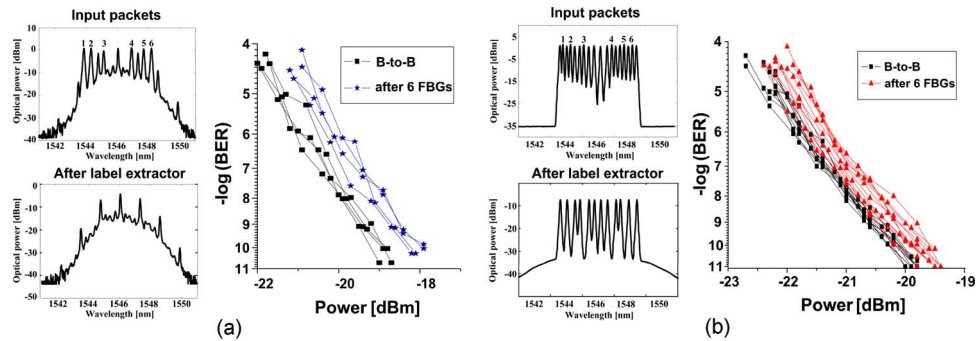 Input packets
1 2 3 4 5 6
Optical power [dBm]
10
0
-10
-20
-30
-40
1542 1544 1546 1548 1550
Wavelength [nm]
After label extractor
Optical power [dBm]
0
-10
-20
-30
-40
-50
1542 1544 1546 1548 1550
Wavelength [nm]
-log (BER)
4
5
6
7
8
9
10
11
B-to-B
after 6 FBGs
-22 -21 -20 -19 -18
Power [dBm]
(a)
Input packets
1 2 3 4 5 6
Optical power [dBm]
5
-5
-15
-25
-35
1542 1544 1546 1548 1550
Wavelength [nm]
After label extractor
Optical power [dBm]
0
-10
-20
-30
-40
1542 1544 1546 1548 1550
Wavelength [nm]
-log (BER)
4
5
6
7
8
9
10
11
B-to-B
after 6 FBGs
-23 -22 -21 -20 -19
Power [dBm]
(b)